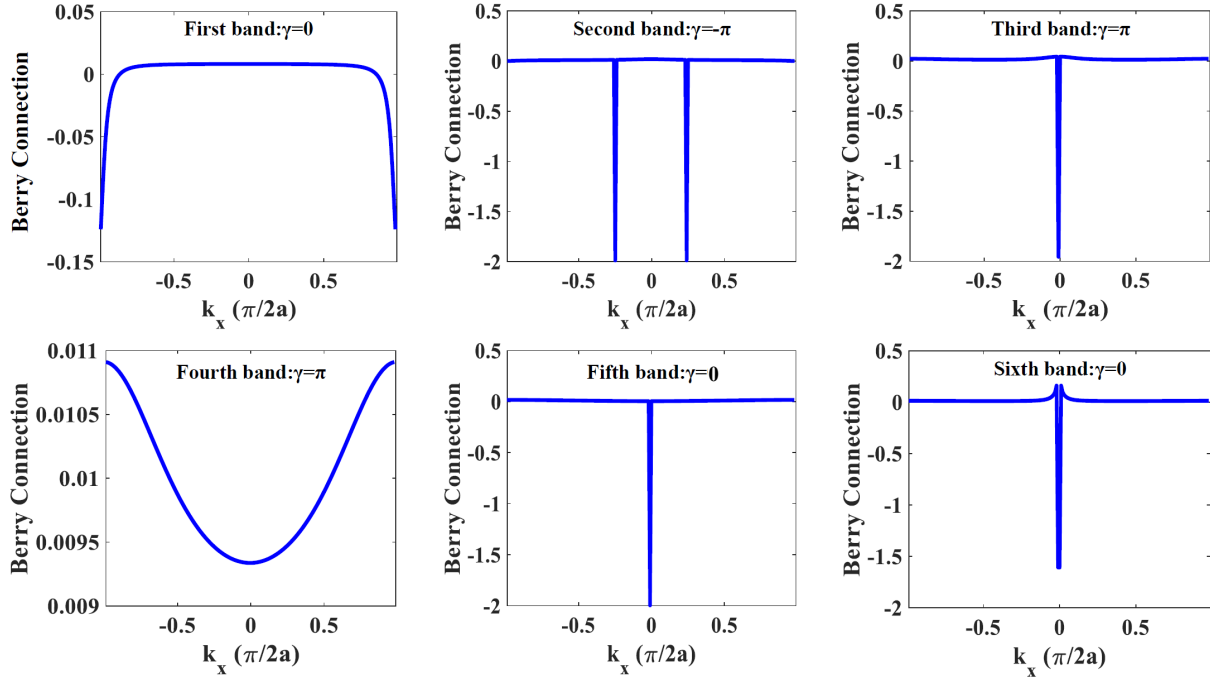 First band:γ=0
0.05
0
-0.05
-0.1
-0.15
Berry Connection
-0.5
0
0.5
k_x (π/2a)
Second band:γ=-π
0.5
0
-0.5
-1
-1.5
-2
Berry Connection
-0.5
0
0.5
k_x (π/2a)
Third band:γ=π
0.5
0
-0.5
-1
-1.5
-2
Berry Connection
-0.5
0
0.5
k_x (π/2a)
Fourth band:γ=π
0.011
0.0105
0.01
0.0095
0.009
Berry Connection
-0.5
0
0.5
k_x (π/2a)
Fifth band:γ=0
0.5
0
-0.5
-1
-1.5
-2
Berry Connection
-0.5
0
0.5
k_x (π/2a)
Sixth band:γ=0
0.5
0
-0.5
-1
-1.5
-2
Berry Connection
-0.5
0
0.5
k_x (π/2a)